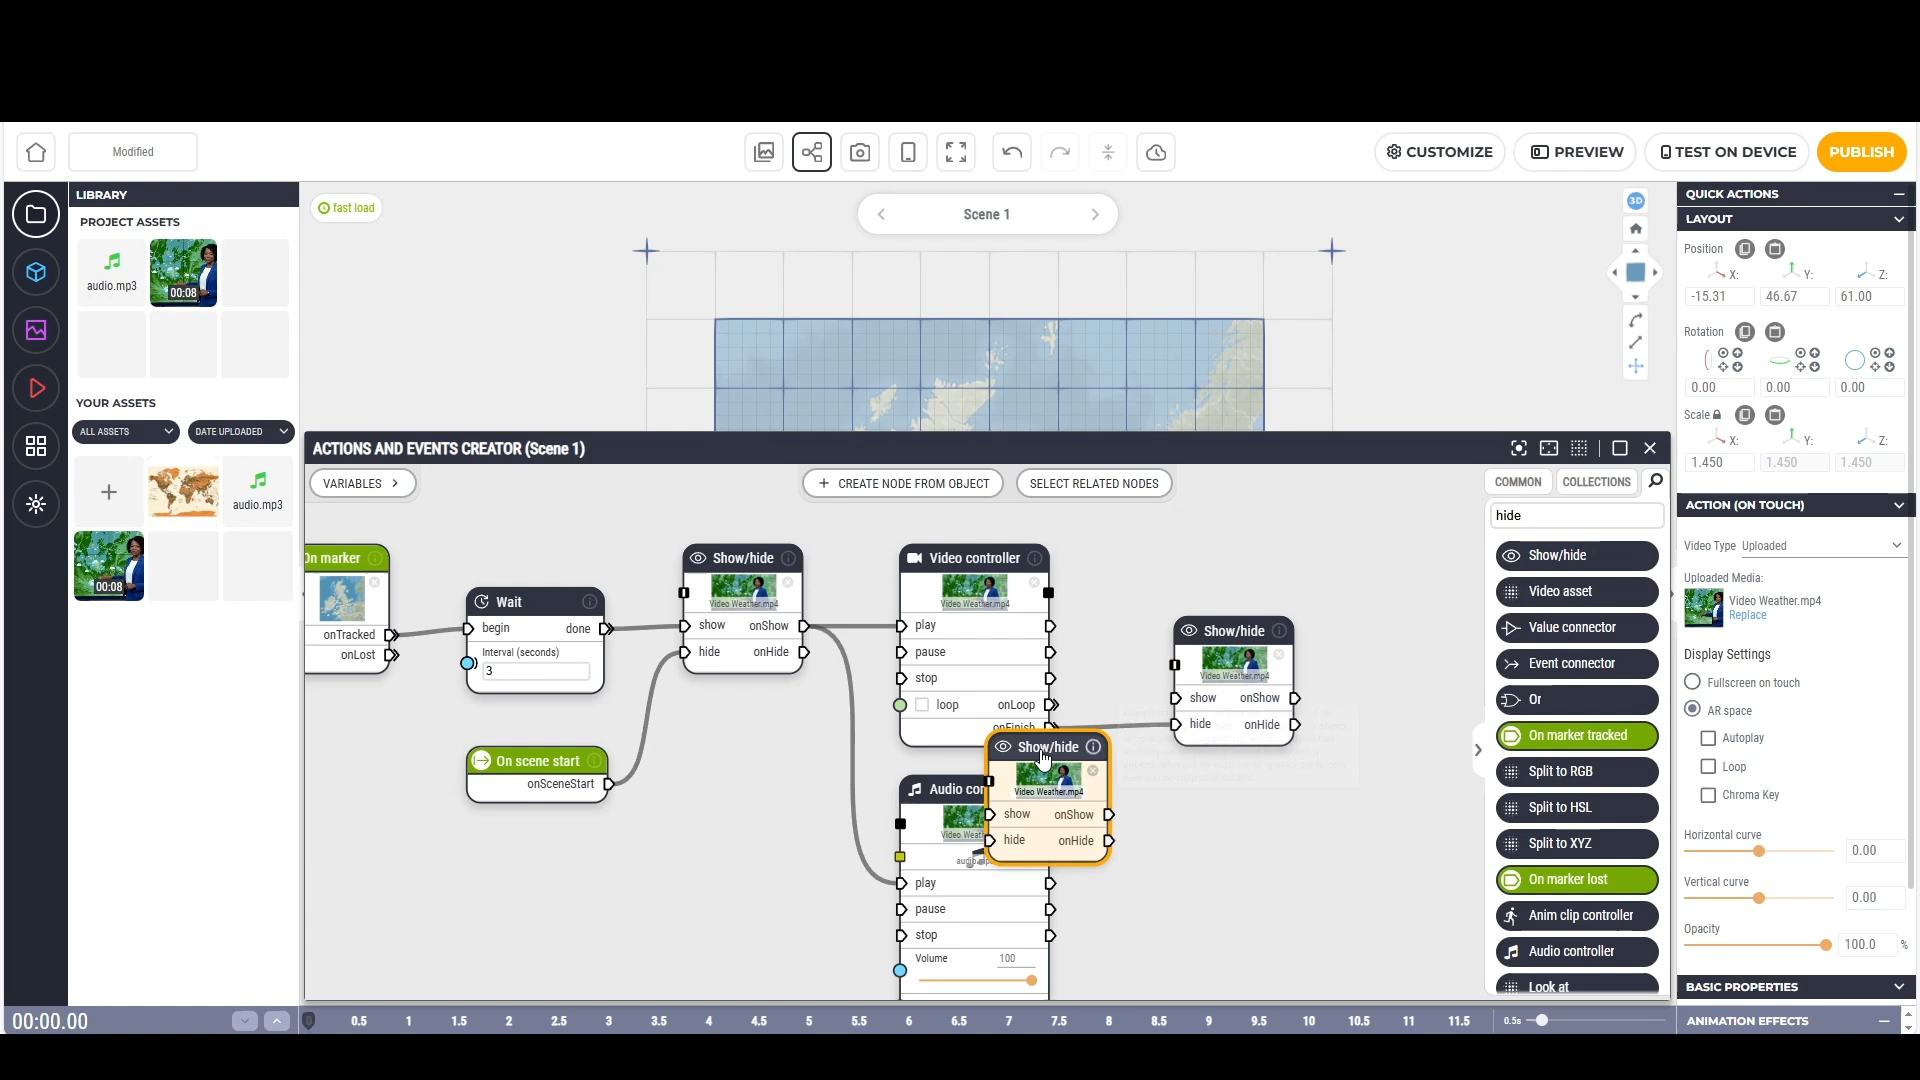 Modified
CUSTOMIZE
PREVIEW
TEST ON DEVICE
PUBLISH
LIBRARY
PROJECT ASSETS
audio.mp3
00:08
YOUR ASSETS
ALL ASSETS
DATE UPLOADED
audio.mp3
00:08
fast load
Scene 1
3D
ACTIONS AND EVENTS CREATOR (Scene 1)
VARIABLES
CREATE NODE FROM OBJECT
SELECT RELATED NODES
COMMON
COLLECTIONS
hide
On marker
onTracked
onLost
Wait
begin
done
Interval (seconds)
3
On scene start
onSceneStart
Show/hide
Video Weather.mp4
show
onShow
hide
onHide
Video controller
Video Weather.mp4
play
pause
stop
loop
onLoop
onFinish
Show/hide
Video Weather.mp4
show
onShow
hide
onHide
Show/hide
Video Weather.mp4
show
onShow
hide
onHide
Audio con
Video Weat
audio.mp
play
pause
stop
Volume
100
Show/hide
Video asset
Value connector
Event connector
Or
On marker tracked
Split to RGB
Split to HSL
Split to XYZ
On marker lost
Anim clip controller
Audio controller
Look at
QUICK ACTIONS
LAYOUT
Position
X:
Y:
Z:
-15.31
46.67
61.00
Rotation
0.00
0.00
0.00
Scale
X:
Y:
Z:
1.450
1.450
1.450
ACTION (ON TOUCH)
Video Type
Uploaded
Uploaded Media:
Video Weather.mp4
Replace
Display Settings
Fullscreen on touch
AR space
Autoplay
Loop
Chroma Key
Horizontal curve
0.00
Vertical curve
0.00
Opacity
100.0
%
BASIC PROPERTIES
ANIMATION EFFECTS
00:00.00
0 0.5 1 1.5 2 2.5 3 3.5 4 4.5 5 5.5 6 6.5 7 7.5 8 8.5 9 9.5 10 10.5 11 11.5
0.5s